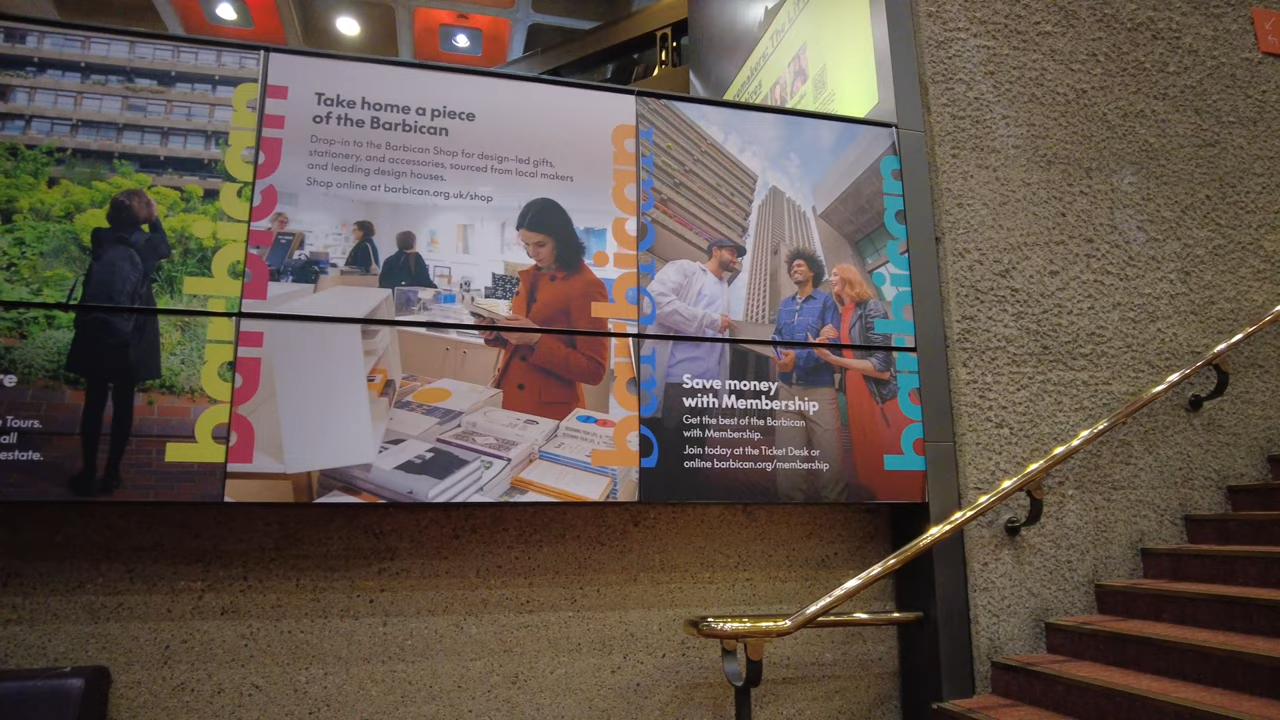 barbican
re
e Tours.
all
estate.
barbican
Take home a piece
of the Barbican
Drop-in to the Barbican Shop for design-led gifts,
stationery, and accessories, sourced from local makers
and leading design houses.
Shop online at barbican.org.uk/shop
barbican
barbican
Save money
with Membership
Get the best of the Barbican
with Membership.
Join today at the Ticket Desk or
online barbican.org/membership
barbican